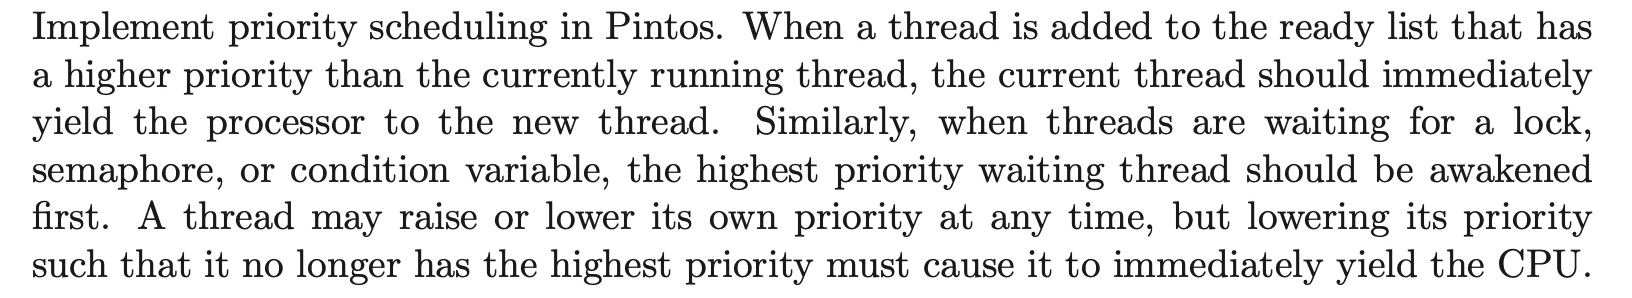 Implement priority scheduling in Pintos. When a thread is added to the ready list that has
a higher priority than the currently running thread, the current thread should immediately
yield the processor to the new thread. Similarly, when threads are waiting for a lock,
semaphore, or condition variable, the highest priority waiting thread should be awakened
first. A thread may raise or lower its own priority at any time, but lowering its priority
such that it no longer has the highest priority must cause it to immediately yield the CPU.